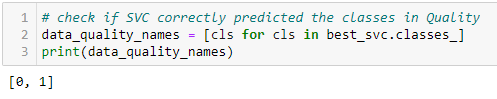 1 # check if SVC correctly predicted the classes in Quality
2 data_quality_names = [cls for cls in best_svc.classes_]
3 print(data_quality_names)
[0, 1]